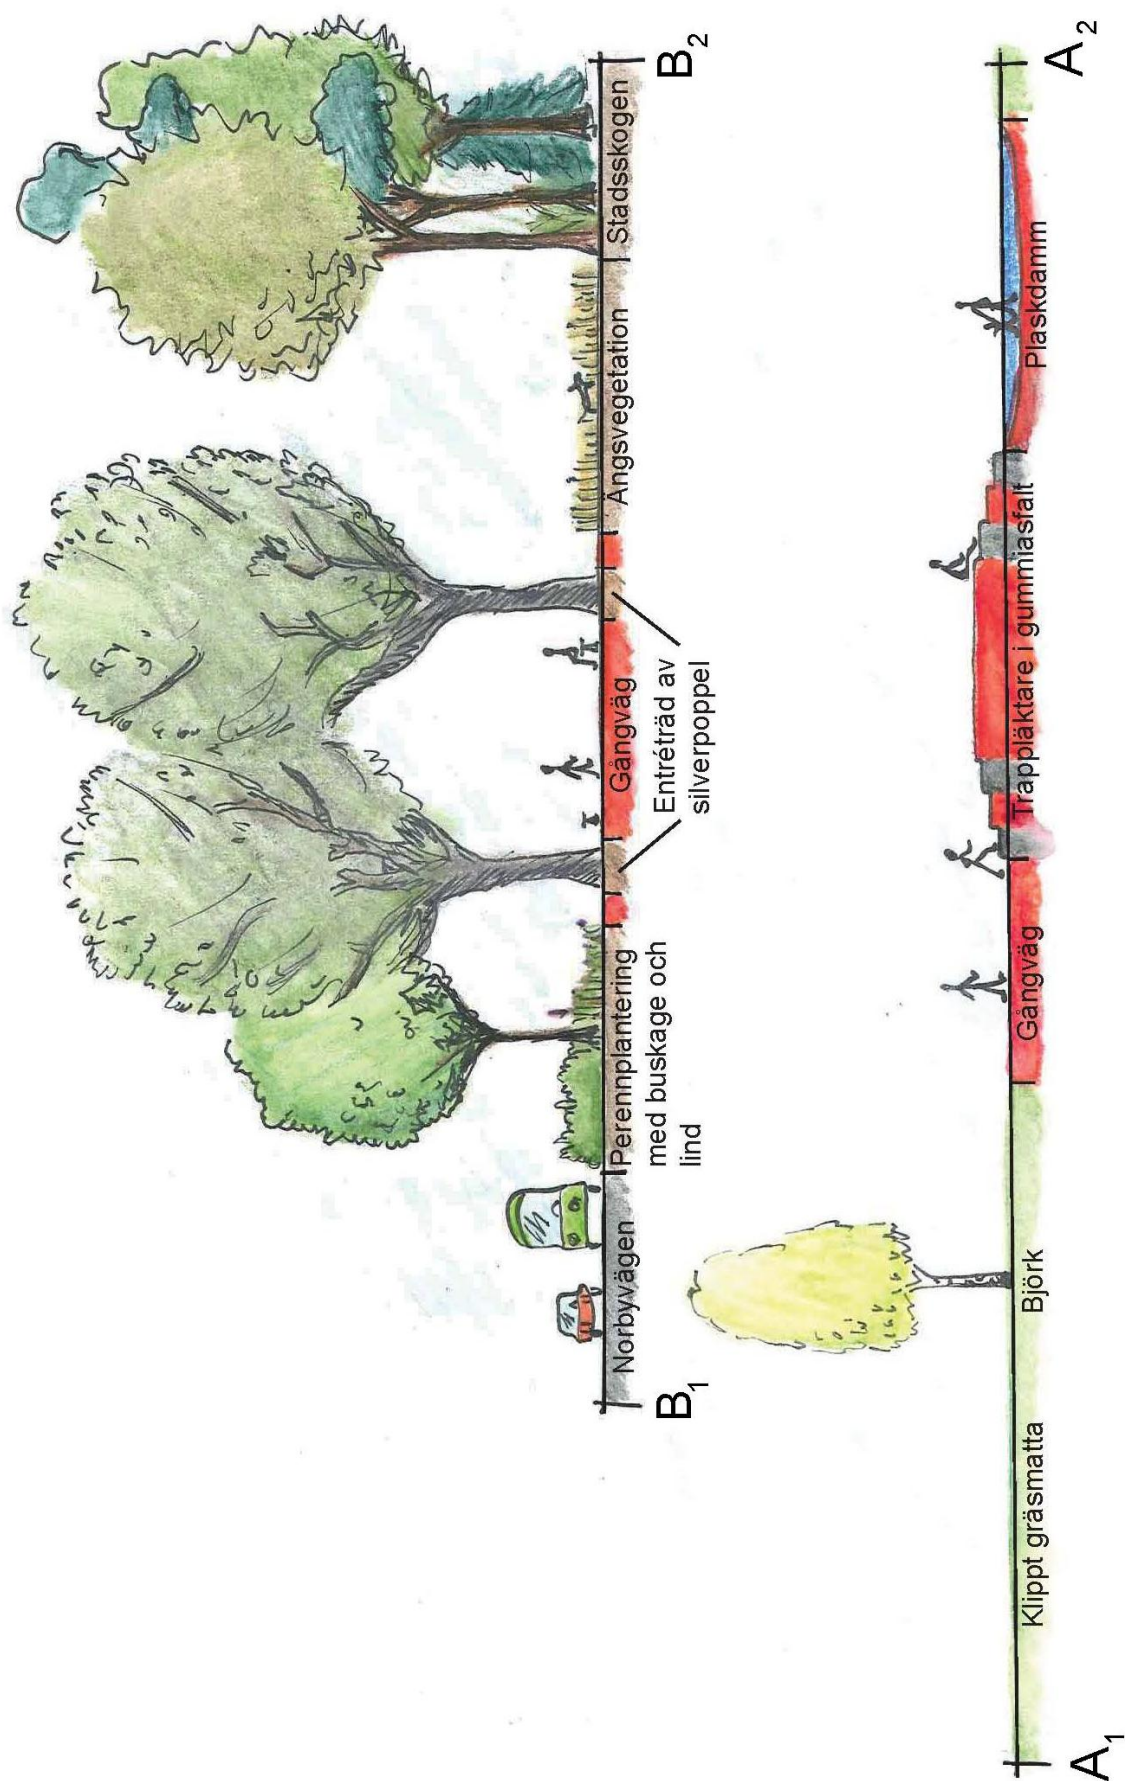 Norbyvägen
Perennplantering
med buskage och
lind
Gångväg
Ängsvegetation
Stadsskogen
Entréträd av
silverpoppel
B1
B2
Klippt gräsmatta
Björk
Gångväg
Trappläktare i gummiasfalt
Plaskdamm
A1
A2